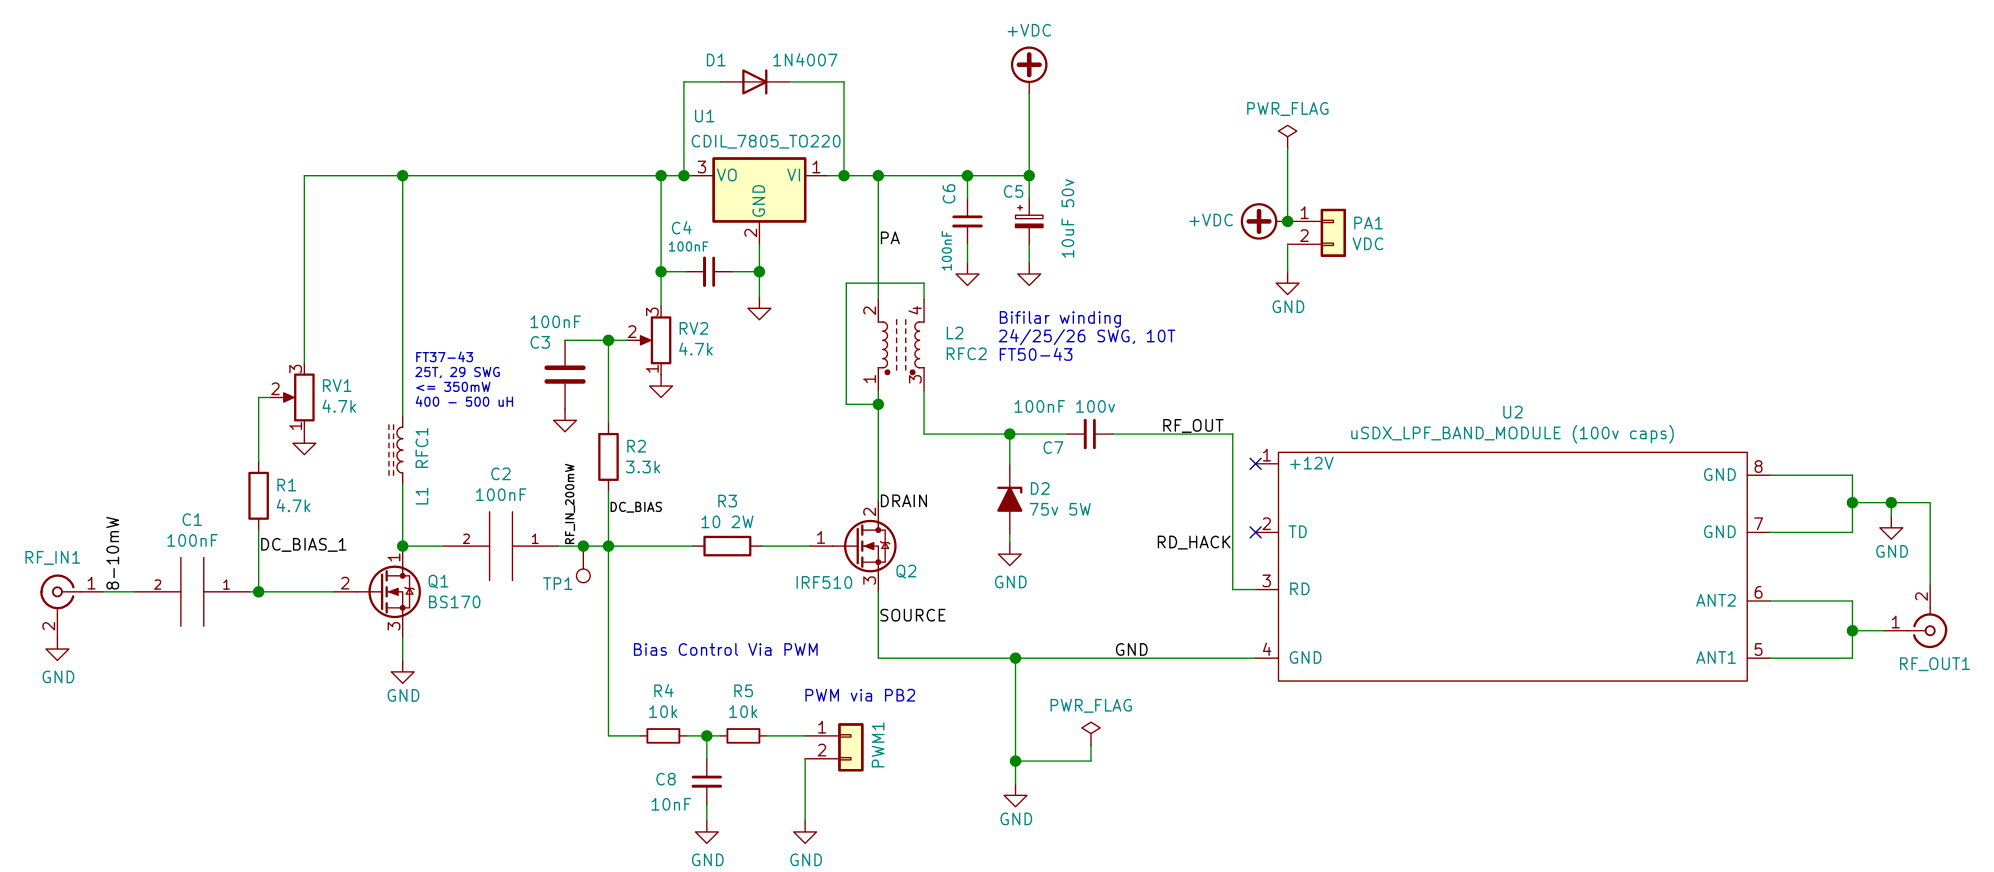 +VDC
D1 1N4007
U1
CDIL_7805_TO220
3 VO VI 1
GND
2
C4
100nF
C6
100nF
C5
+
10uF 50v
PA
PWR_FLAG
+VDC
1
2
PA1
VDC
GND
Bifilar winding
24/25/26 SWG, 10T
FT50-43
2 4
L2
RFC2
1 3
100nF
C3
2
3
RV2
4.7k
1
FT37-43
25T, 29 SWG
<= 350mW
400 - 500 uH
3
2
RV1
4.7k
1
RFC1
L1
R1
4.7k
R2
3.3k
C2
100nF
2 1
RF_IN_200mW
DC_BIAS
R3
10 2W
DRAIN
2
1
IRF510
Q2
3
SOURCE
100nF 100v
C7
RF_OUT
D2
75v 5W
GND
RD_HACK
U2
uSDX_LPF_BAND_MODULE (100v caps)
1 +12V
2 TD
3 RD
4 GND
GND 8
GND 7
ANT2 6
ANT1 5
GND
2
1
RF_OUT1
RF_IN1
1
2
GND
8-10mW
C1
100nF
2 1
DC_BIAS_1
2
1
Q1
BS170
3
GND
TP1
Bias Control Via PWM
PWM via PB2
R4
10k
R5
10k
1
2
PWM1
C8
10nF
GND
GND
GND
PWR_FLAG
GND